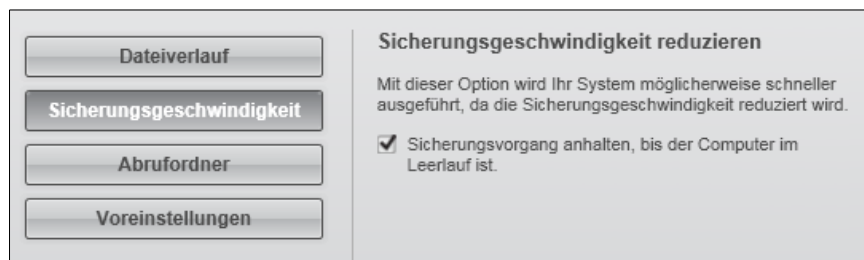 Dateiverlauf
Sicherungsgeschwindigkeit
Abrufordner
Voreinstellungen
Sicherungsgeschwindigkeit reduzieren
Mit dieser Option wird Ihr System möglicherweise schneller
ausgeführt, da die Sicherungsgeschwindigkeit reduziert wird.
Sicherungsvorgang anhalten, bis der Computer im
Leerlauf ist.